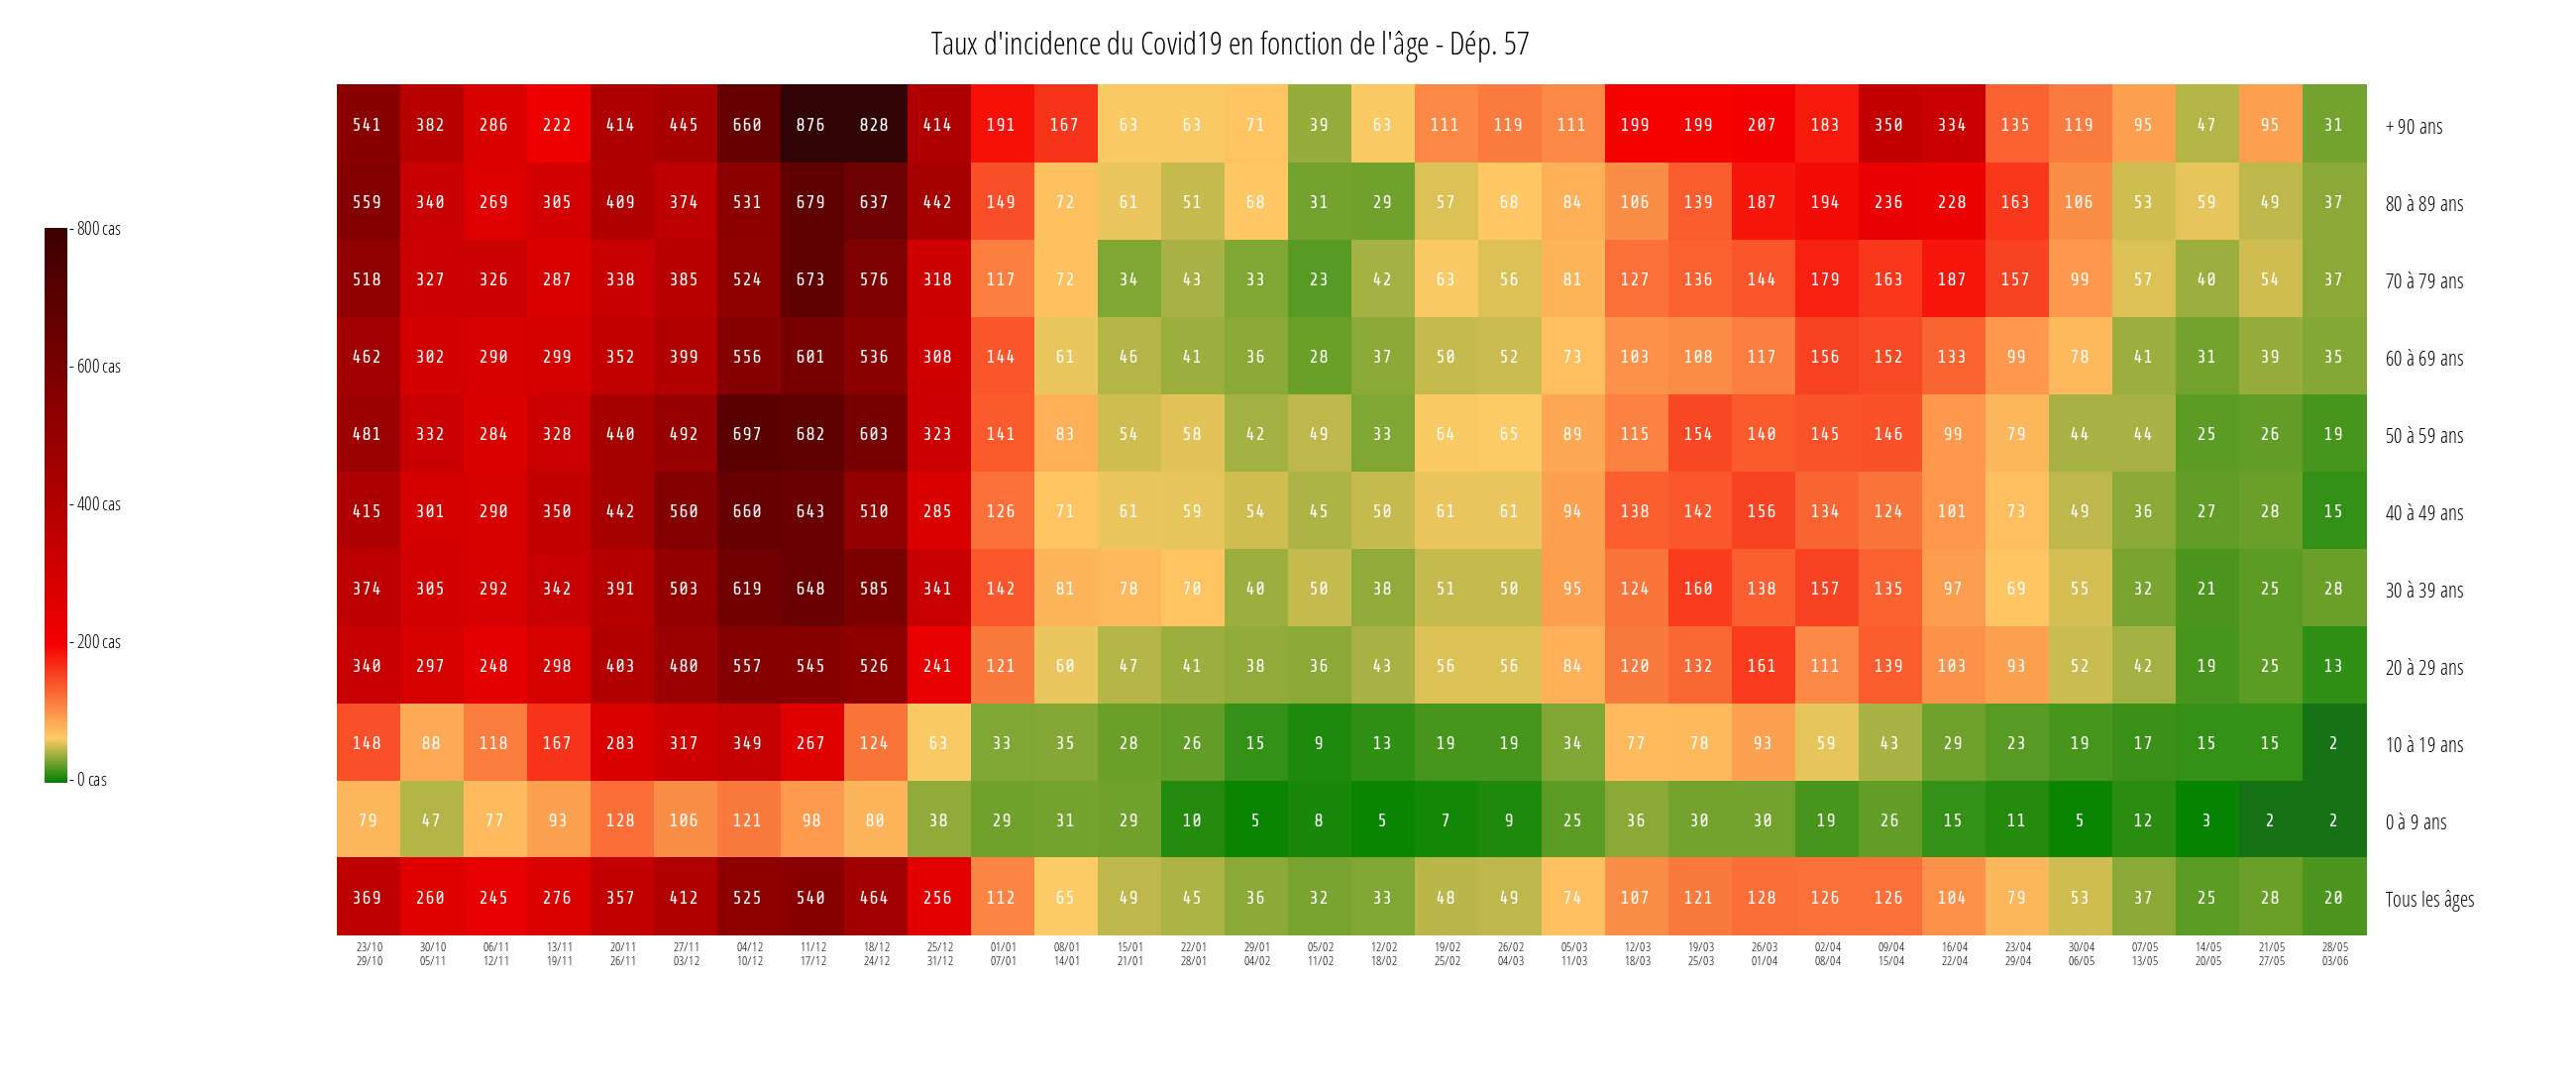 Taux d'incidence du Covid19 en fonction de l'âge - Dép. 57
541 382 286 222 414 445 660 876 828 414 191 167 63 63 71 39 63 111 119 111 199 199 207 183 350 334 135 119 95 47 95 31 + 90 ans
559 340 269 305 409 374 531 679 637 442 149 72 61 51 68 31 29 57 68 84 106 139 187 194 236 228 163 106 53 59 49 37 80 à 89 ans
- 800 cas
518 327 326 287 338 385 524 673 576 318 117 72 34 43 33 23 42 63 56 81 127 136 144 179 163 187 157 99 57 40 54 37 70 à 79 ans
462 302 290 299 352 399 556 601 536 308 144 61 46 41 36 28 37 50 52 73 103 108 117 156 152 133 99 78 41 31 39 35 60 à 69 ans
- 600 cas
481 332 284 328 440 492 697 682 603 323 141 83 54 58 42 49 33 64 65 89 115 154 140 145 146 99 79 44 44 25 26 19 50 à 59 ans
- 400 cas
415 301 290 350 442 560 660 643 510 285 126 71 61 59 54 45 50 61 61 94 138 142 156 134 124 101 73 49 36 27 28 15 40 à 49 ans
374 305 292 342 391 503 619 648 585 341 142 81 78 70 40 50 38 51 50 95 124 160 138 157 135 97 69 55 32 21 25 28 30 à 39 ans
- 200 cas
340 297 248 298 403 480 557 545 526 241 121 60 47 41 38 36 43 56 56 84 120 132 161 111 139 103 93 52 42 19 25 13 20 à 29 ans
148 88 118 167 283 317 349 267 124 63 33 35 28 26 15 9 13 19 19 34 77 78 93 59 43 29 23 19 17 15 15 2 10 à 19 ans
- 0 cas
79 47 77 93 128 106 121 98 80 38 29 31 29 10 5 8 5 7 9 25 36 30 30 19 26 15 11 5 12 3 2 2 0 à 9 ans
369 260 245 276 357 412 525 540 464 256 112 65 49 45 36 32 33 48 49 74 107 121 128 126 126 104 79 53 37 25 28 20 Tous les âges
23/10 30/10 06/11 13/11 20/11 27/11 04/12 11/12 18/12 25/12 01/01 08/01 15/01 22/01 29/01 05/02 12/02 19/02 26/02 05/03 12/03 19/03 26/03 02/04 09/04 16/04 23/04 30/04 07/05 14/05 21/05 28/05
29/10 05/11 12/11 19/11 26/11 03/12 10/12 17/12 24/12 31/12 07/01 14/01 21/01 28/01 04/02 11/02 18/02 25/02 04/03 11/03 18/03 25/03 01/04 08/04 15/04 22/04 29/04 06/05 13/05 20/05 27/05 03/06